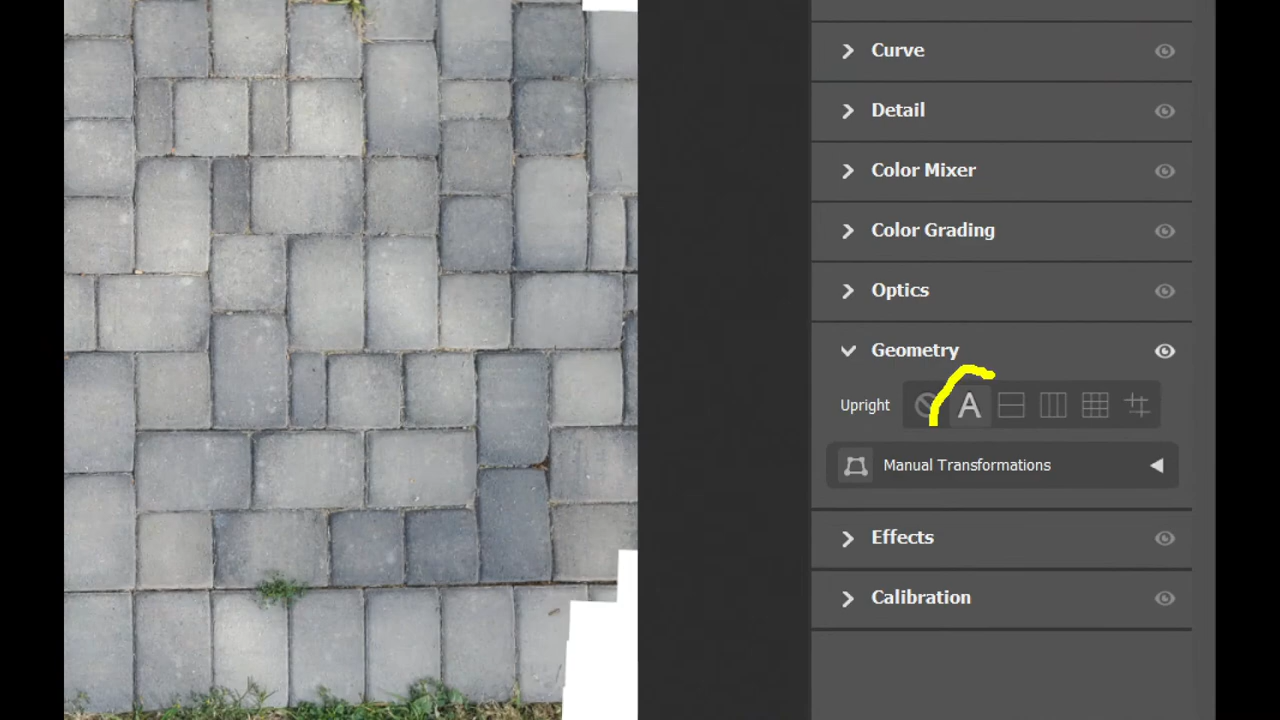 Curve
Detail
Color Mixer
Color Grading
Optics
Geometry
Upright A
Manual Transformations
Effects
Calibration